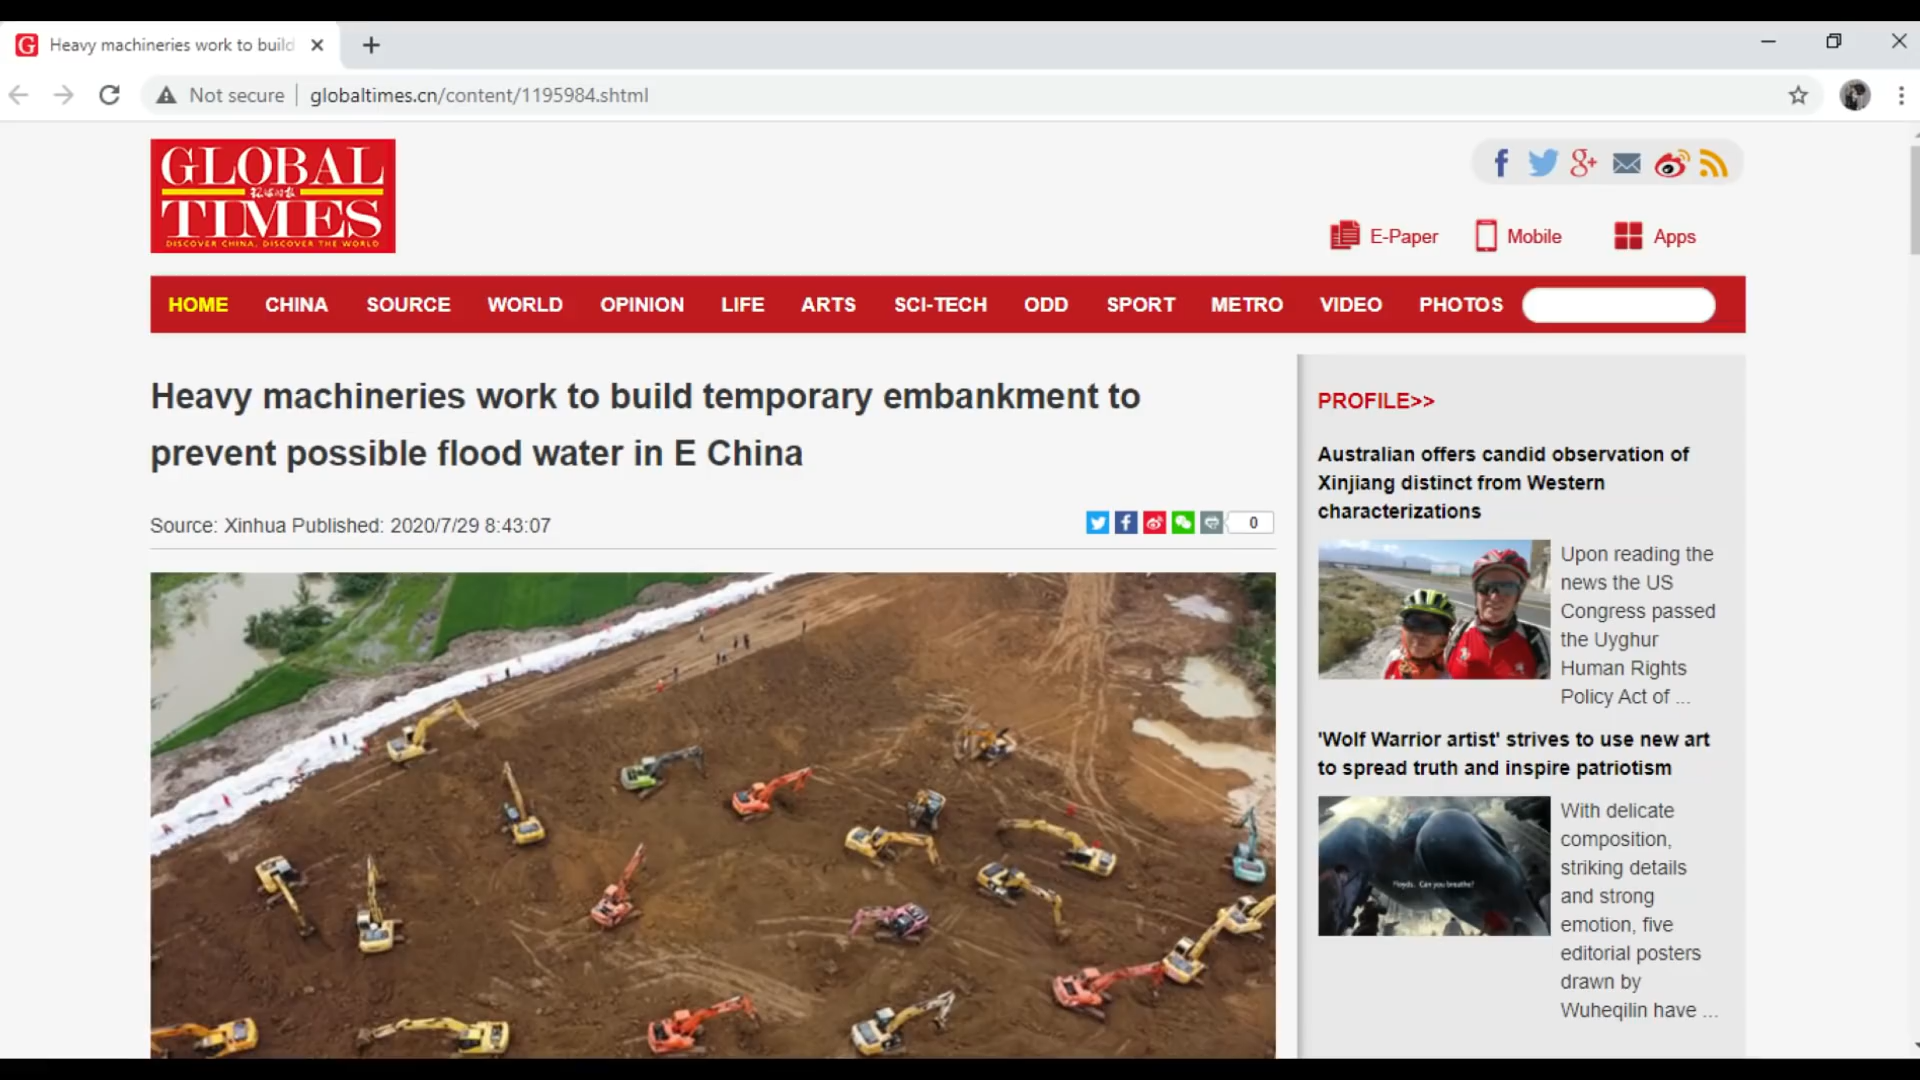 Heavy machineries work to build
Not secure
globaltimes.cn/content/1195984.shtml
GLOBAL
TIMES
DISCOVER CHINA, DISCOVER THE WORLD
E-Paper
Mobile
Apps
HOME CHINA SOURCE WORLD OPINION LIFE ARTS SCI-TECH ODD SPORT METRO VIDEO PHOTOS
Heavy machineries work to build temporary embankment to
prevent possible flood water in E China
Source: Xinhua Published: 2020/7/29 8:43:07
0
PROFILE>>
Australian offers candid observation of
Xinjiang distinct from Western
characterizations
Upon reading the
news the US
Congress passed
the Uyghur
Human Rights
Policy Act of ...
'Wolf Warrior artist' strives to use new art
to spread truth and inspire patriotism
Can you breathe?
With delicate
composition,
striking details
and strong
emotion, five
editorial posters
drawn by
Wuheqilin have ...